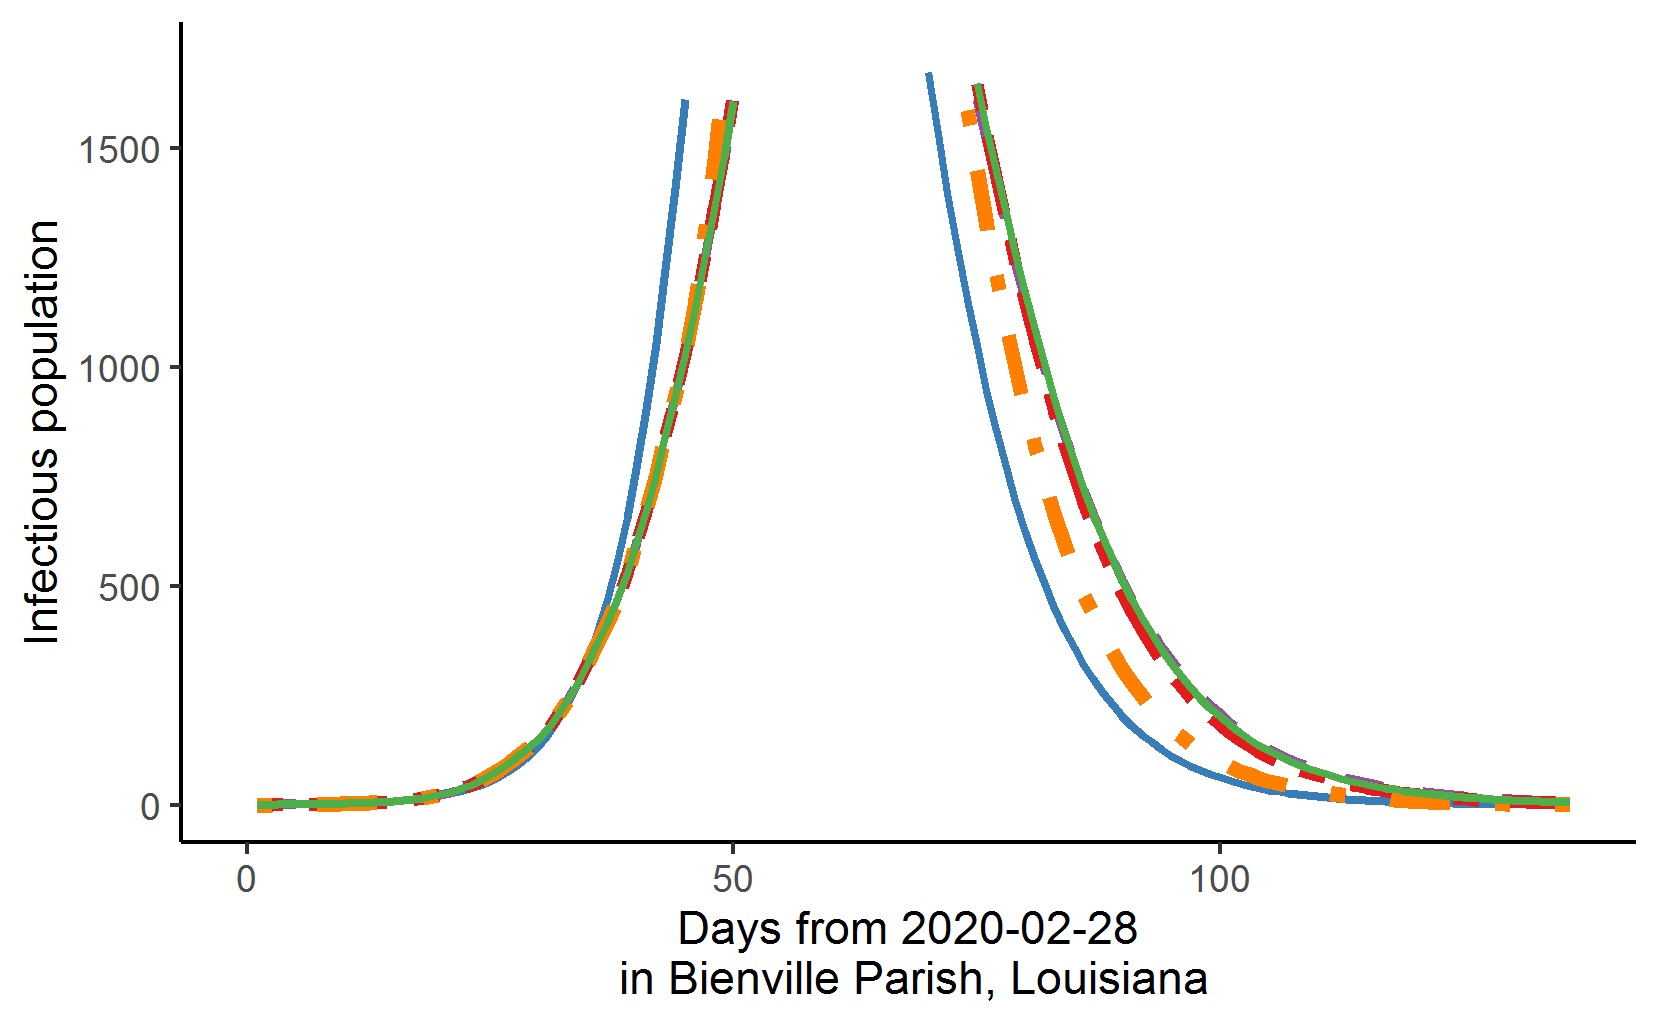 Infectious population
1500
1000
500
0
0
50
100
Days from 2020-02-28
in Bienville Parish, Louisiana